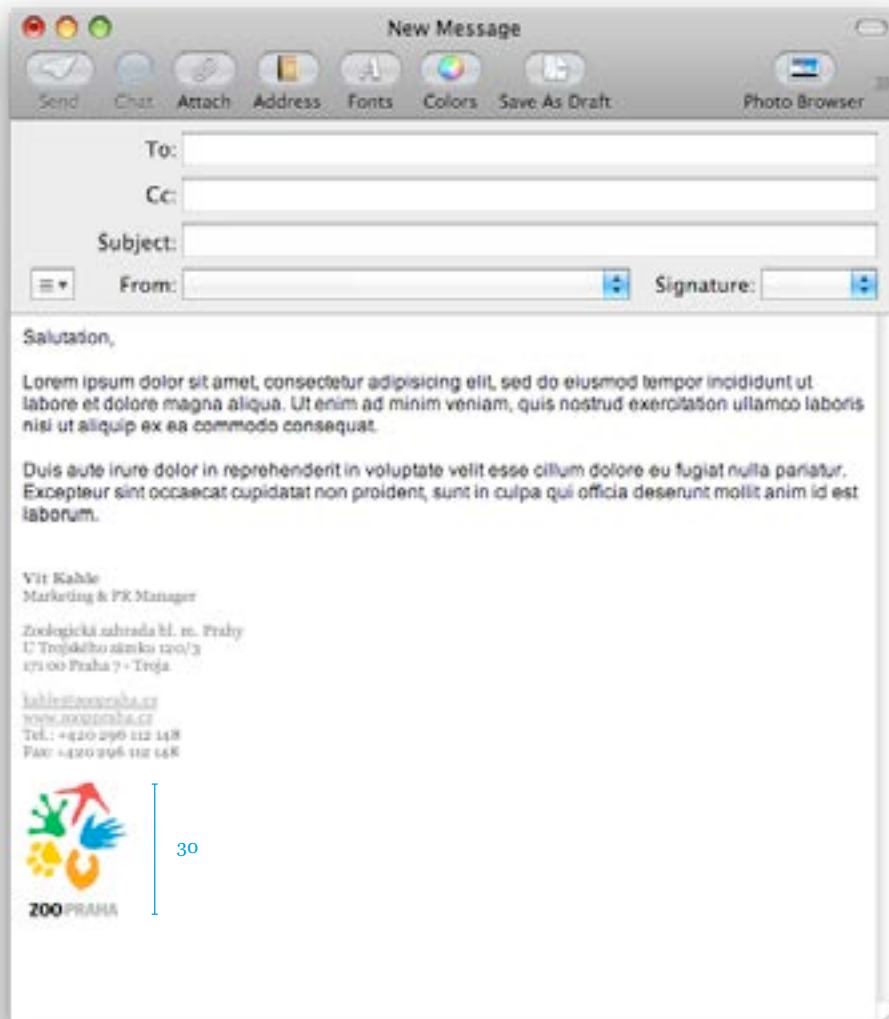 New Message
Send Chat Attach Address Fonts Colors Save As Draft Photo Browser
To:
Cc:
Subject:
From: Signature:
Salutation,
Lorem ipsum dolor sit amet, consectetur adipisicing elit, sed do eiusmod tempor incididunt ut
labore et dolore magna aliqua. Ut enim ad minim veniam, quis nostrud exercitation ullamco laboris
nisi ut aliquip ex ea commodo consequat.
Duis aute irure dolor in reprehenderit in voluptate velit esse cillum dolore eu fugiat nulla pariatur.
Excepteur sint occaecat cupidatat non proident, sunt in culpa qui officia deserunt mollit anim id est
laborum.
Vít Kahle
Marketing & PR Manager
Zoologická zahrada hl. m. Prahy
U Trojského zámku 120/3
171 00 Praha 7 - Troja
kahle@zoopraha.cz
www.zoopraha.cz
Tel.: +420 296 112 148
Fax: +420 296 112 148
30
ZOO PRAHA